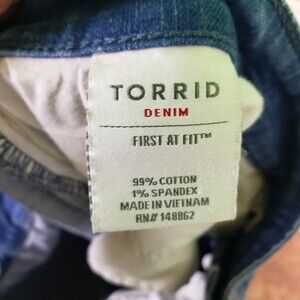 TORRID
DENIM
FIRST AT FIT™
99% COTTON
1% SPANDEX
MADE IN VIETNAM
RN# 148862